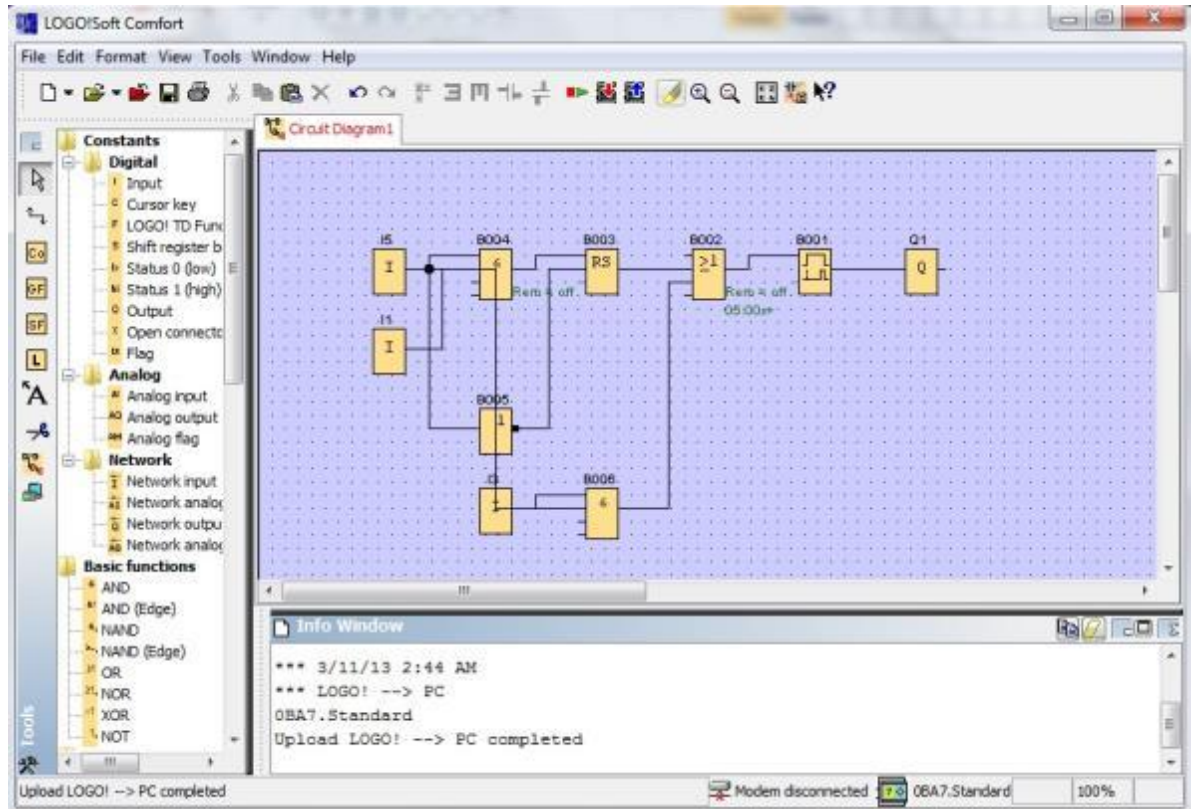 LOGO!Soft Comfort
File Edit Format View Tools Window Help
Circuit Diagram1
Constants
Digital
Input
Cursor key
LOGO! TD Func
Shift register b
Status 0 (low)
Status 1 (high)
Output
Open connecto
Flag
Analog
Analog input
Analog output
Analog flag
Network
Network input
Network analog
Network outpu
Network analog
Basic functions
AND
AND (Edge)
NAND
NAND (Edge)
OR
NOR
XOR
NOT
Co
GF
SF
L
A
Tools
I5 B004 B003 B002 B001 Q1
I & RS ≥1 Q
Rem = off
Rem = off
05:00s+
I1
I
B005
1
I3 B006
I &
Info Window
*** 3/11/13 2:44 AM
*** LOGO! --> PC
0BA7.Standard
Upload LOGO! --> PC completed
Upload LOGO! --> PC completed Modem disconnected 0BA7.Standard 100%